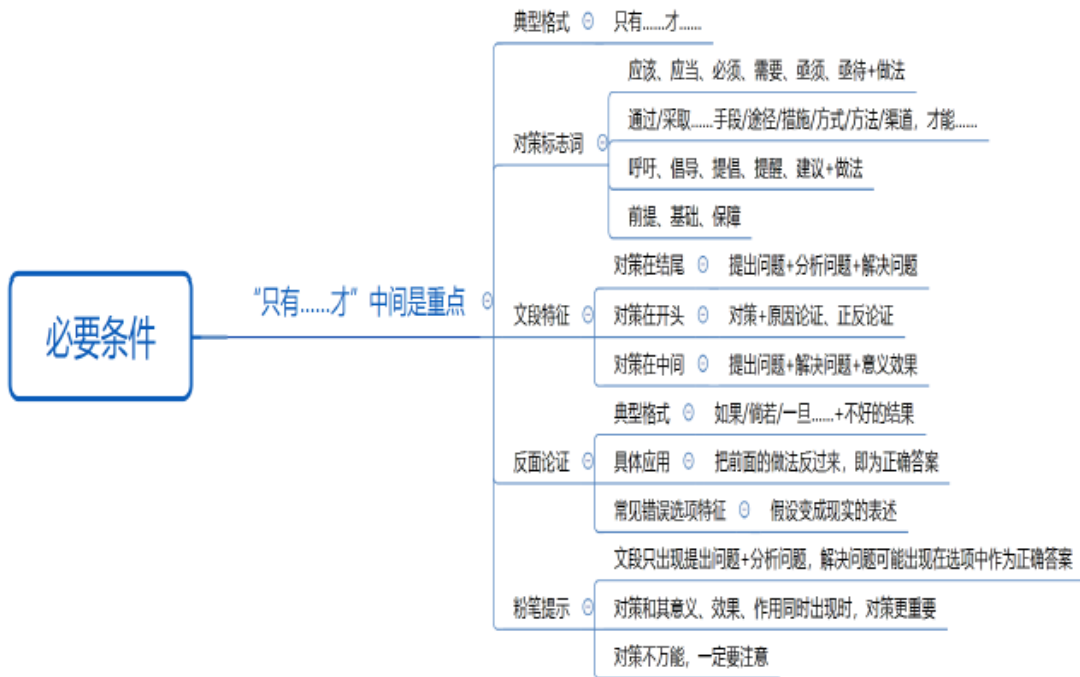 典型格式 只有……才……
应该、应当、必须、需要、亟须、亟待+做法
通过/采取……手段/途径/措施/方式/方法/渠道，才能……
对策标志词
呼吁、倡导、提倡、提醒、建议+做法
前提、基础、保障
对策在结尾 提出问题+分析问题+解决问题
“只有……才”中间是重点
文段特征 对策在开头 对策+原因论证、正反论证
必要条件
对策在中间 提出问题+解决问题+意义效果
典型格式 如果/倘若/一旦……+不好的结果
反面论证 具体应用 把前面的做法反过来，即为正确答案
常见错误选项特征 假设变成现实的表述
文段只出现提出问题+分析问题，解决问题可能出现在选项中作为正确答案
粉笔提示 对策和其意义、效果、作用同时出现时，对策更重要
对策不万能，一定要注意